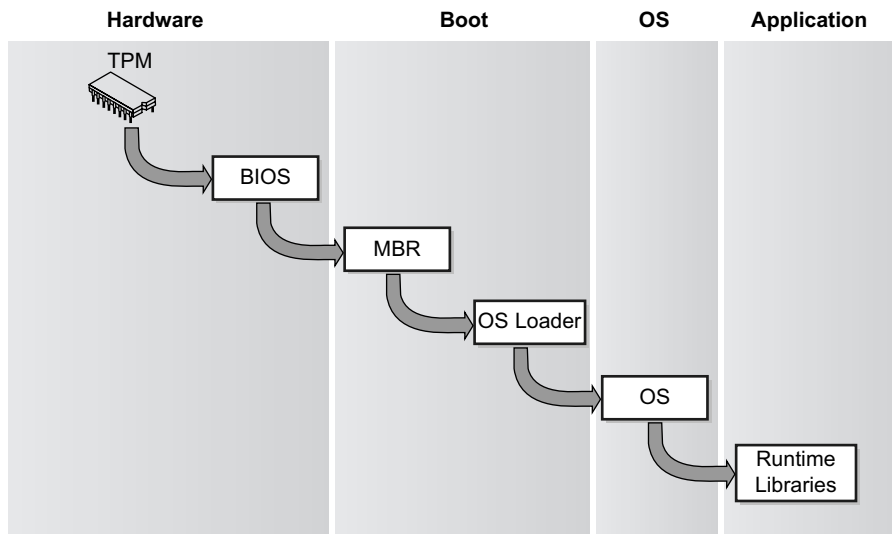 Hardware
Boot
OS
Application
TPM
BIOS
MBR
OS Loader
OS
Runtime
Libraries